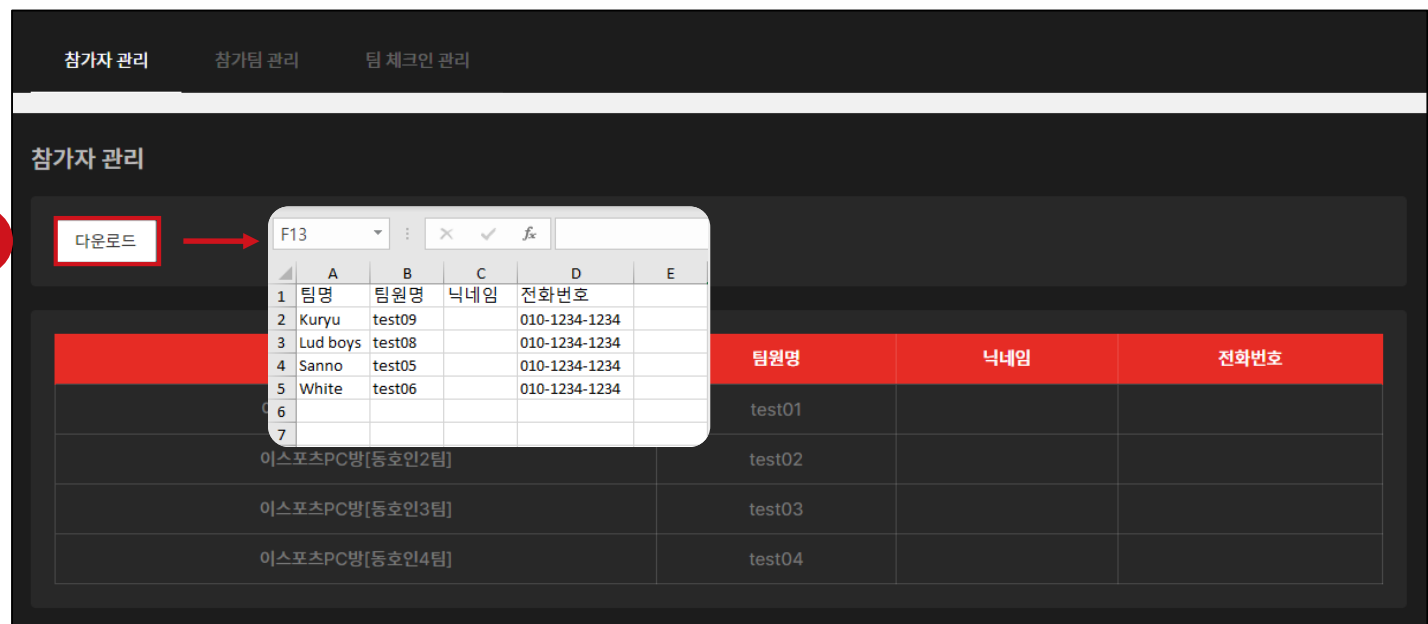 참가자 관리 참가팀 관리 팀 체크인 관리
참가자 관리
다운로드
F13 fx
A B C D E
1 팀명 팀원명 닉네임 전화번호
2 Kuryu test09 010-1234-1234
3 Lud boys test08 010-1234-1234
4 Sanno test05 010-1234-1234
5 White test06 010-1234-1234
6
7
팀원명 닉네임 전화번호
test01
이스포츠PC방[동호인2팀] test02
이스포츠PC방[동호인3팀] test03
이스포츠PC방[동호인4팀] test04